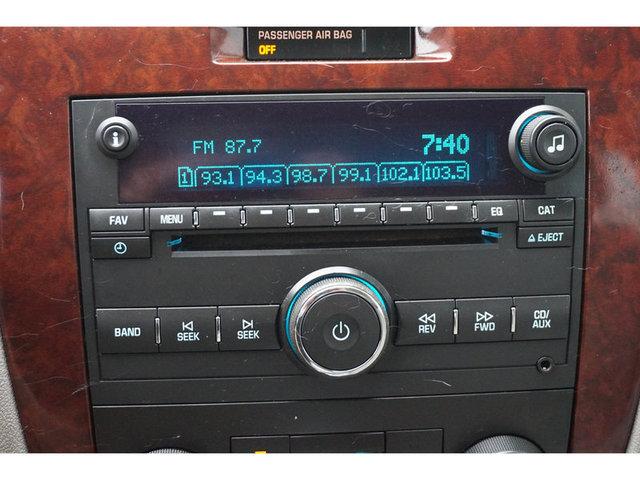 PASSENGER AIR BAG
OFF
i
FM 87.7 7:40
1 93.1 94.3 98.7 99.1 102.1 103.5
FAV MENU EQ CAT
EJECT
BAND SEEK SEEK REV FWD CD/
AUX